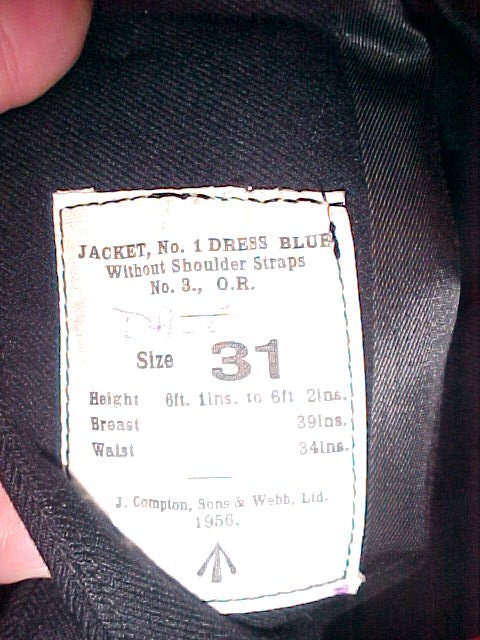 JACKET, No. 1 DRESS BLUE
Without Shoulder Straps
No. 3., O.R.
Size 31
Height 6ft. 1ins. to 6ft 2ins.
Breast 39ins.
Waist 34ins.
J. Compton, Sons & Webb, Ltd.
1956.